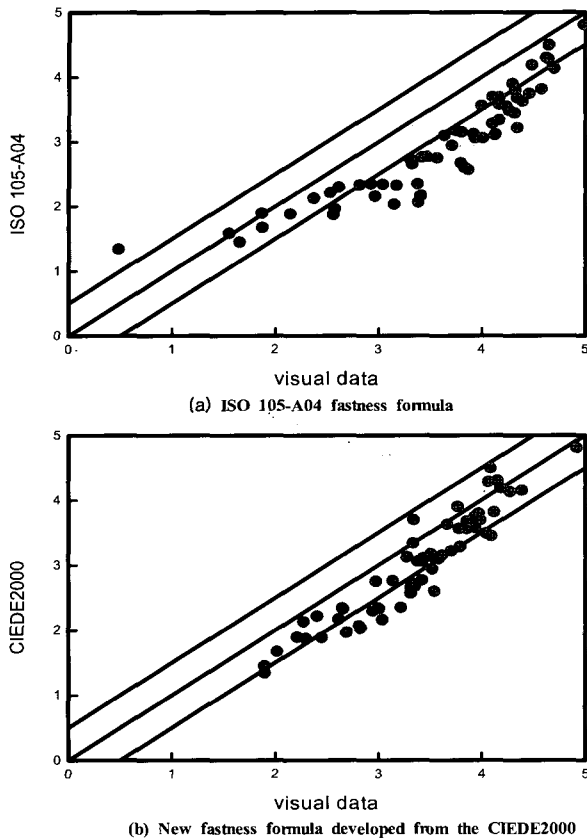 5
4
3
2
1
0
ISO 105-A04
0 1 2 3 4 5
visual data
(a) ISO 105-A04 fastness formula
5
4
3
2
1
0
CIEDE2000
0 1 2 3 4 5
visual data
(b) New fastness formula developed from the CIEDE2000